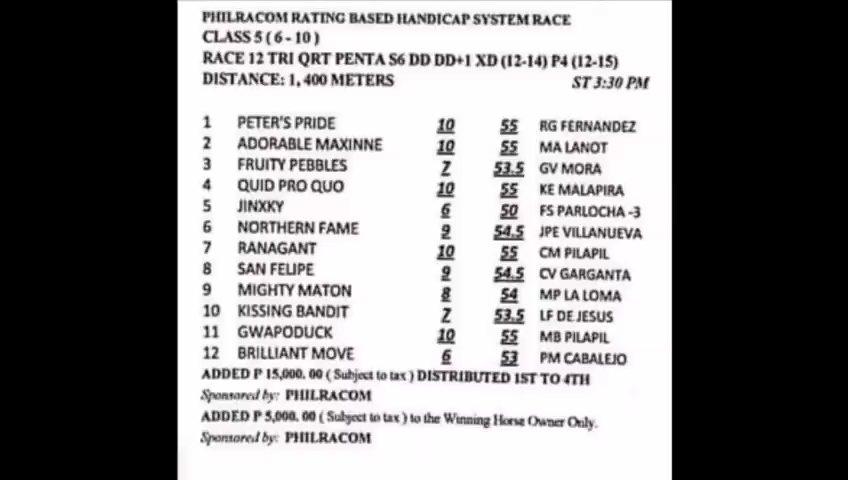 PHILRACOM RATING BASED HANDICAP SYSTEM RACE
CLASS 5 ( 6 - 10 )
RACE 12 TRI QRT PENTA S6 DD DD+1 XD (12-14) P4 (12-15)
DISTANCE: 1, 400 METERS ST 3:30 PM
1 PETER'S PRIDE 10 55 RG FERNANDEZ
2 ADORABLE MAXINNE 10 55 MA LANOT
3 FRUITY PEBBLES 7 53.5 GV MORA
4 QUID PRO QUO 10 55 KE MALAPIRA
5 JINXKY 6 50 FS PARLOCHA -3
6 NORTHERN FAME 9 54.5 JPE VILLANUEVA
7 RANAGANT 10 55 CM PILAPIL
8 SAN FELIPE 9 54.5 CV GARGANTA
9 MIGHTY MATON 8 54 MP LA LOMA
10 KISSING BANDIT 7 53.5 LF DE JESUS
11 GWAPODUCK 10 55 MB PILAPIL
12 BRILLIANT MOVE 6 53 PM CABALEJO
ADDED P 15,000. 00 ( Subject to tax ) DISTRIBUTED 1ST TO 4TH
Sponsored by: PHILRACOM
ADDED P 5,000. 00 ( Subject to tax ) to the Winning Horse Owner Only.
Sponsored by: PHILRACOM